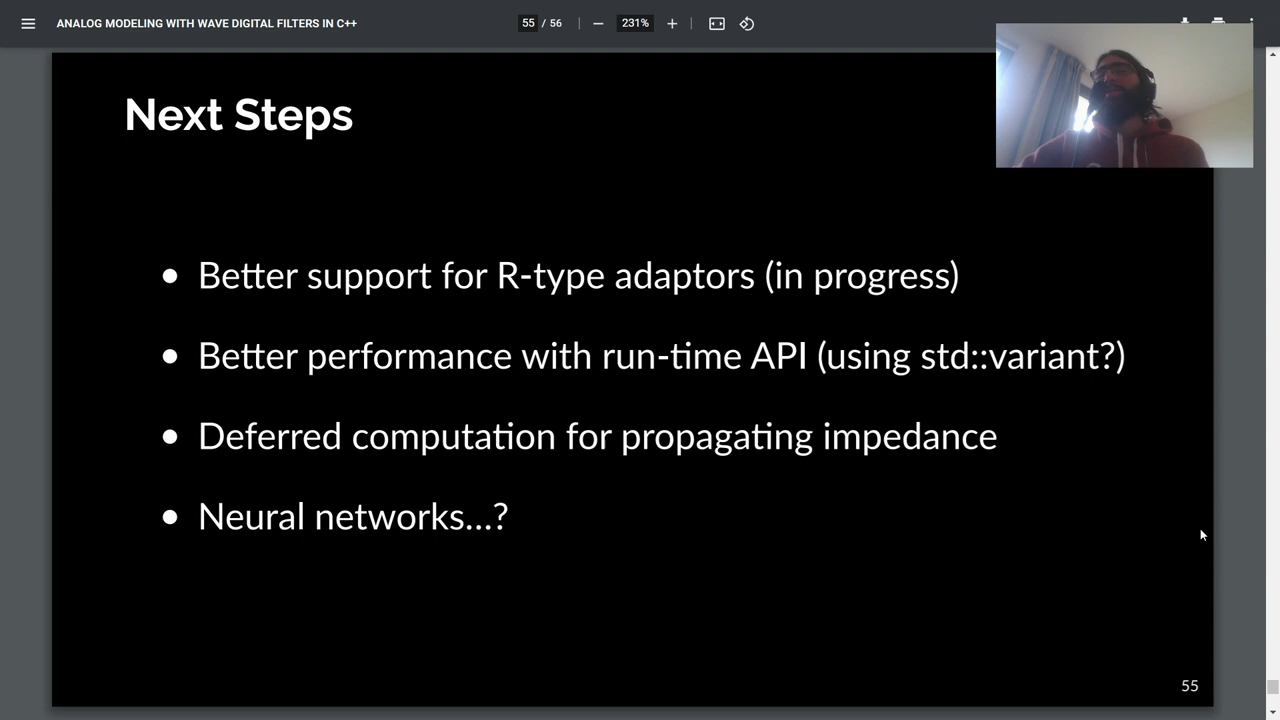 ANALOG MODELING WITH WAVE DIGITAL FILTERS IN C++
55 / 56
231%
Next Steps
• Better support for R-type adaptors (in progress)
• Better performance with run-time API (using std::variant?)
• Deferred computation for propagating impedance
• Neural networks...?
55